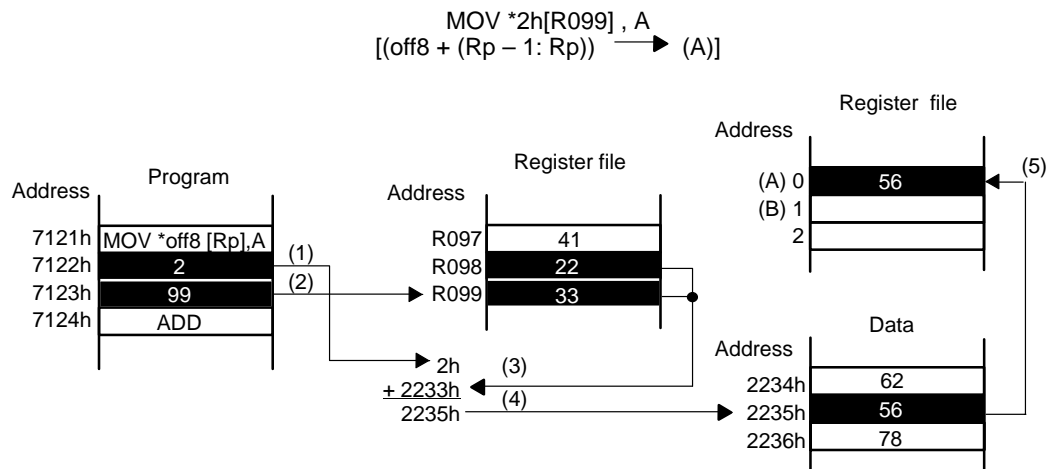 MOV *2h[R099] , A
[(off8 + (Rp – 1: Rp)) (A)]
Program
Address
7121h MOV *off8 [Rp],A
7122h 2 (1)
7123h 99 (2)
7124h ADD
Register file
Address
R097 41
R098 22
R099 33
2h (3)
+ 2233h
2235h (4)
Register file
Address
(A) 0 56 (5)
(B) 1
2
Data
Address
2234h 62
2235h 56
2236h 78